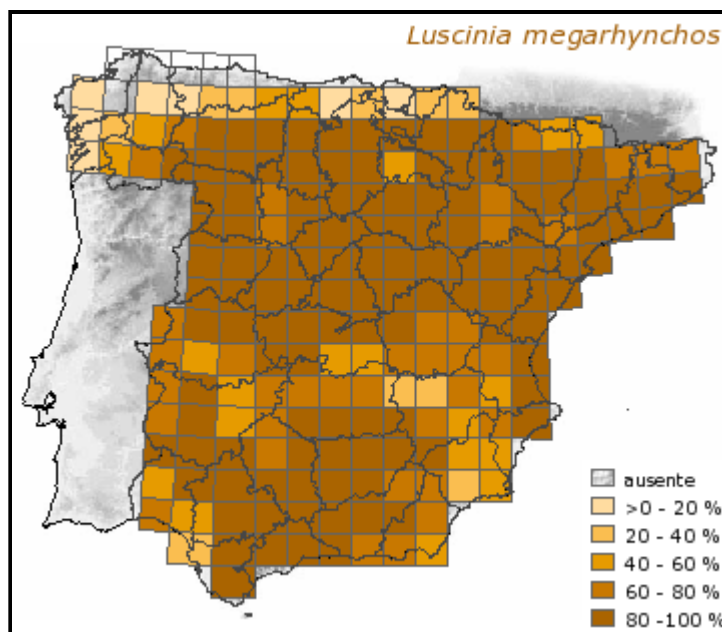 Luscinia megarhynchos
ausente
>0 - 20 %
20 - 40 %
40 - 60 %
60 - 80 %
80 -100 %